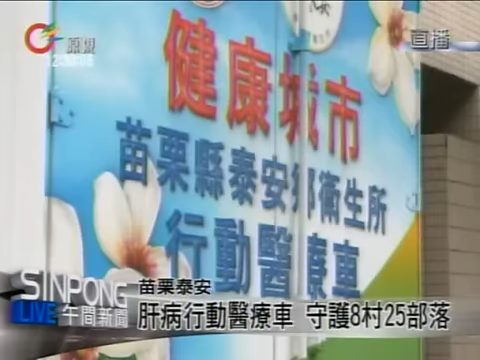 原視
直播
健康城市
苗栗縣泰安鄉衛生所
行動醫療車
SINPONG
LIVE 午間新聞
苗栗泰安
肝病行動醫療車 守護8村25部落